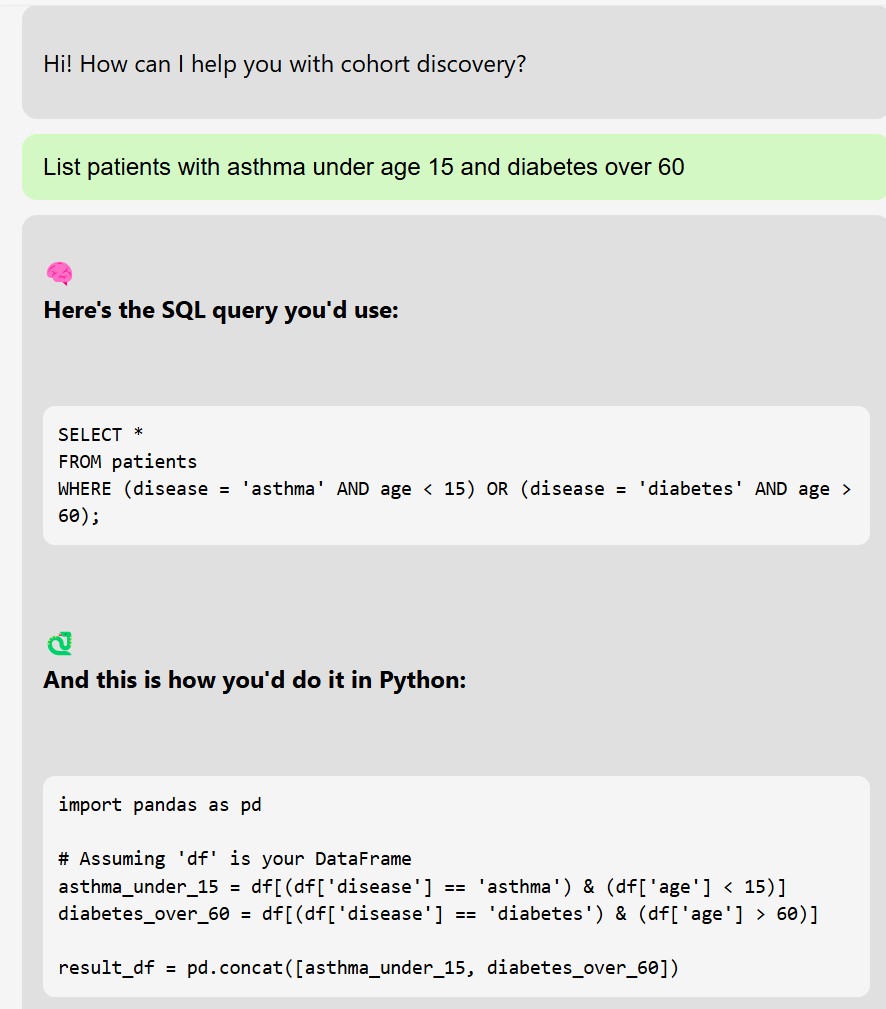 Hi! How can I help you with cohort discovery?
List patients with asthma under age 15 and diabetes over 60
Here's the SQL query you'd use:
SELECT *
FROM patients
WHERE (disease = 'asthma' AND age < 15) OR (disease = 'diabetes' AND age >
60);
And this is how you'd do it in Python:
import pandas as pd
# Assuming 'df' is your DataFrame
asthma_under_15 = df[(df['disease'] == 'asthma') & (df['age'] < 15)]
diabetes_over_60 = df[(df['disease'] == 'diabetes') & (df['age'] > 60)]
result_df = pd.concat([asthma_under_15, diabetes_over_60])